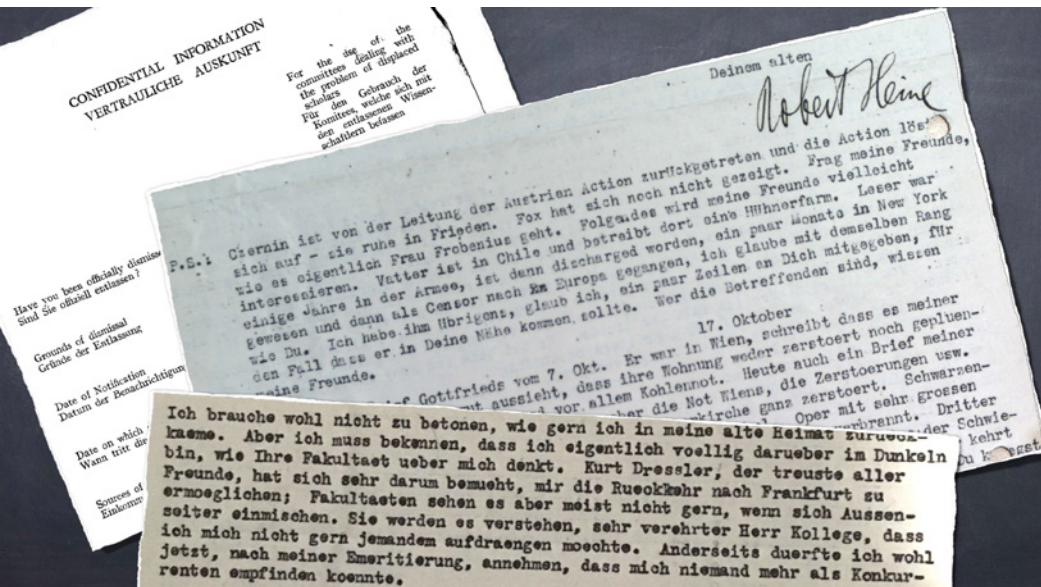 CONFIDENTIAL INFORMATION
VERTRAULICHE AUSKUNFT
For the use of the
committees dealing with
the problem of displaced
scholars
Für den Gebrauch der
Komitees, welche sich mit
den entlassenen Wissen-
schaftlern befassen
Have you been officially dismisse
Sind Sie offiziell entlassen?
Grounds of dismissal
Gründe der Entlassung
Date of Notification
Datum der Benachrichtigun
Date on which
Wann tritt die
Sources of
Einkomm
Deinem alten
Robert Heine
P.S.: Czernin ist von der Leitung der Austrian Action zurückgetreten und die Action lös
sich auf - sie ruhe in Frieden. Fox hat sich noch nicht gezeigt. Frag meine Freunde,
wie es eigentlich Frau Frobenius geht. Folgendes wird meine Freunde vielleicht
interessieren. Vatter ist in Chile und betreibt dort eine Hühnerfarm. Leser war
einige Jahre in der Armee, ist dann discharged worden, ein paar Monate in New York
gewesen und dann als Censor nach Europa gegangen, ich glaube mit demselben Rang
wie Du. Ich habe ihm übrigens, glaub ich, ein paar Zeilen an Dich mitgegeben, für
den Fall dass er in Deine Nähe kommen sollte. Wer die Betreffenden sind, wissen
meine Freunde.
17. Oktober
ief Gottfrieds vom 7. Okt. Er war in Wien, schreibt dass es meiner
ut aussieht, dass ihre Wohnung weder zerstoert noch gepluen-
d vor allem Kohlennot. Heute auch ein Brief meiner
ber die Not Wiens, die Zerstoerungen usw.
kirche ganz zerstoert. Schwarzen-
Oper mit sehr grossen
verbrannt. Dritter
der Schwie-
kehrt
Ich brauche wohl nicht zu betonen, wie gern ich in meine alte Heimat zurueck-
kaeme. Aber ich muss bekennen, dass ich eigentlich voellig darueber im Dunkeln
bin, wie Ihre Fakultaet ueber mich denkt. Kurt Dressler, der treuste aller
Freunde, hat sich sehr darum bemueht, mir die Rueckkehr nach Frankfurt zu
ermoeglichen; Fakultaeten sehen es aber meist nicht gern, wenn sich Aussen-
seiter einmischen. Sie werden es verstehen, sehr verehrter Herr Kollege, dass
ich mich nicht gern jemandem aufdraengen moechte. Anderseits duerfte ich wohl
jetzt, nach meiner Emeritierung, annehmen, dass mich niemand mehr als Konkur-
renten empfinden koennte.